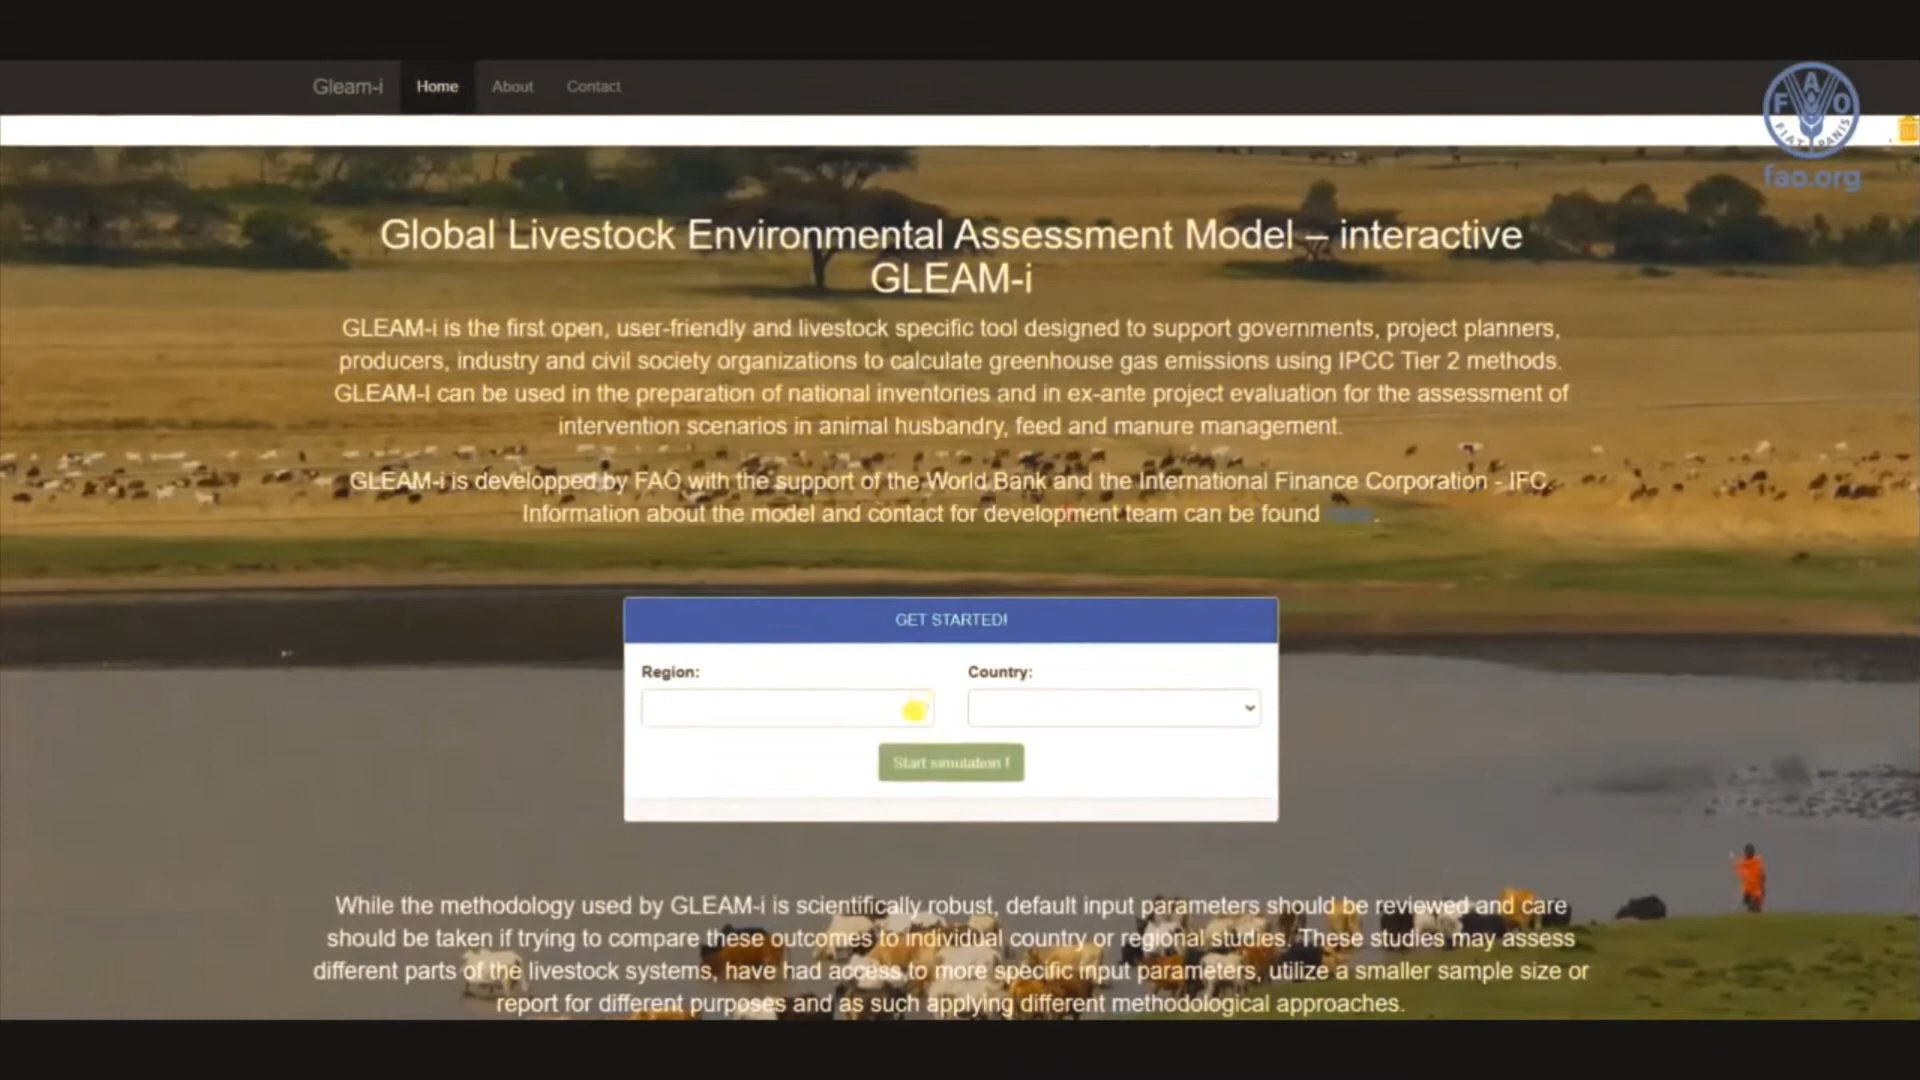 Gleam-i Home About Contact
FAO
FIAT PANIS
fao.org
Global Livestock Environmental Assessment Model – interactive
GLEAM-i
GLEAM-i is the first open, user-friendly and livestock specific tool designed to support governments, project planners,
producers, industry and civil society organizations to calculate greenhouse gas emissions using IPCC Tier 2 methods.
GLEAM-I can be used in the preparation of national inventories and in ex-ante project evaluation for the assessment of
intervention scenarios in animal husbandry, feed and manure management.
GLEAM-i is developped by FAO with the support of the World Bank and the International Finance Corporation - IFC.
Information about the model and contact for development team can be found .
GET STARTED!
Region: Country:
Start simulation !
While the methodology used by GLEAM-i is scientifically robust, default input parameters should be reviewed and care
should be taken if trying to compare these outcomes to individual country or regional studies. These studies may assess
different parts of the livestock systems, have had access to more specific input parameters, utilize a smaller sample size or
report for different purposes and as such applying different methodological approaches.